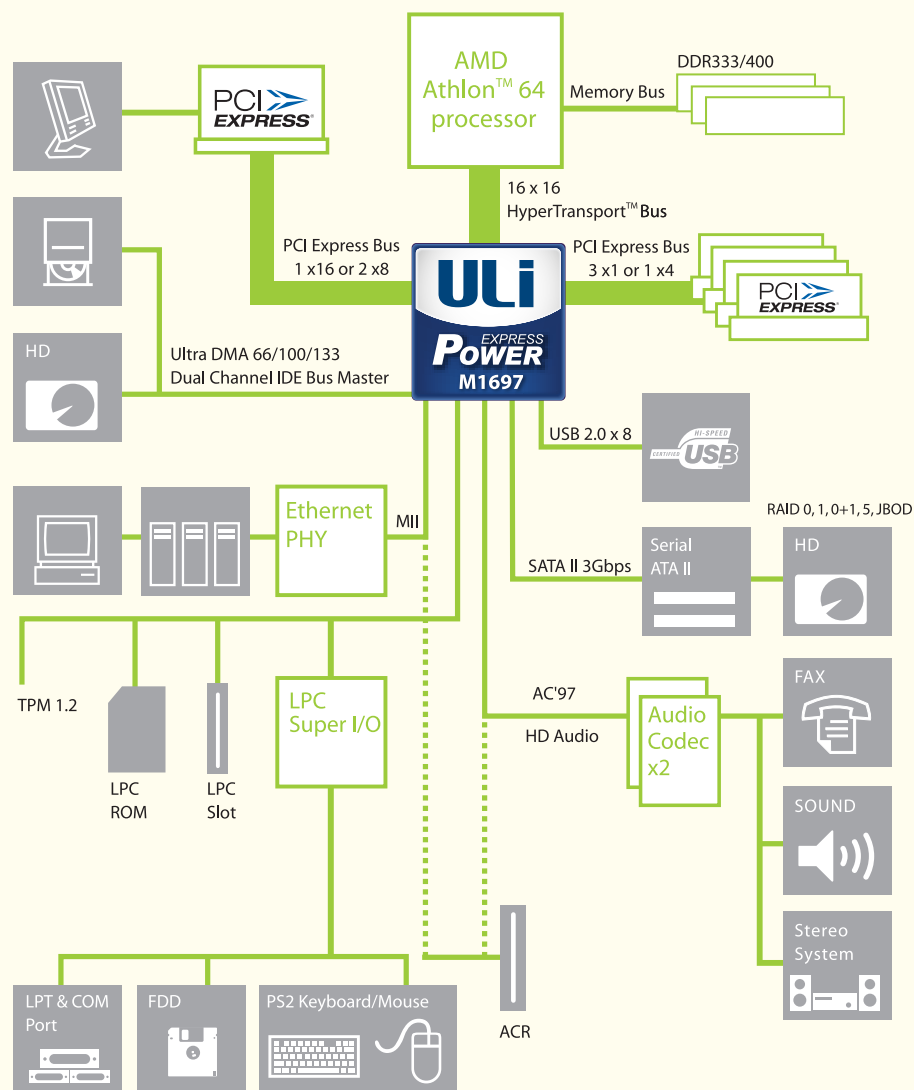 AMD
Athlon™ 64
processor
DDR333/400
Memory Bus
PCI
EXPRESS®
16 x 16
HyperTransport™ Bus
PCI Express Bus
1 x16 or 2 x8
PCI Express Bus
3 x1 or 1 x4
ULi
EXPRESS
POWER
M1697
PCI
EXPRESS®
HD
Ultra DMA 66/100/133
Dual Channel IDE Bus Master
USB 2.0 x 8
HI-SPEED
CERTIFIED
USB
Ethernet
PHY
MII
RAID 0, 1, 0+1, 5, JBOD
SATA II 3Gbps
Serial
ATA II
HD
TPM 1.2
LPC
ROM
LPC
Slot
LPC
Super I/O
AC'97
HD Audio
Audio
Codec
x2
FAX
SOUND
Stereo
System
LPT & COM
Port
FDD
PS2 Keyboard/Mouse
ACR